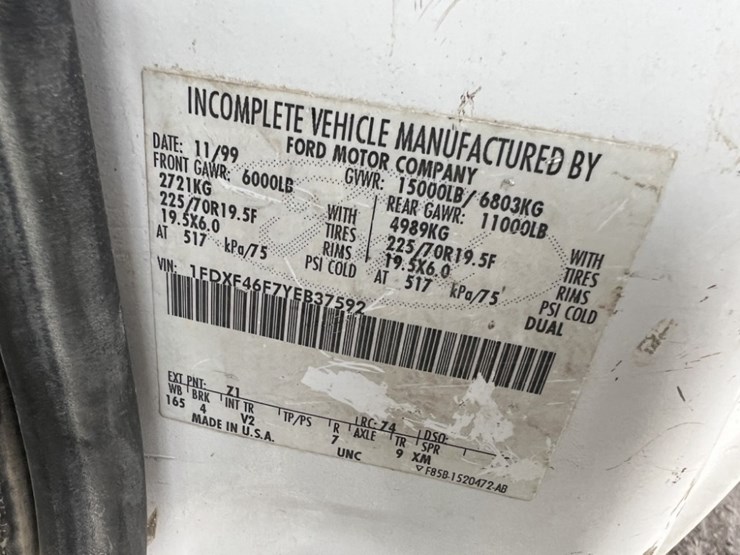 INCOMPLETE VEHICLE MANUFACTURED BY
FORD MOTOR COMPANY
DATE: 11/99 GVWR: 15000LB/ 6803KG
FRONT GAWR: 6000LB REAR GAWR: 11000LB
2721KG WITH 4989KG WITH
225/70R19.5F TIRES 225/70R19.5F TIRES
19.5X6.0 RIMS 19.5X6.0 RIMS
AT 517 kPa/75 PSI COLD AT 517 kPa/75 PSI COLD
DUAL
VIN: 1FDXF46F7YEB37592
EXT PNT: Z1 RC: 74 DSO:
WB BRK INT TR TP/PS R AXLE TR SPR
165 4 V2 7 9 XM
MADE IN U.S.A. UNC ▽ F85B-1520472-AB